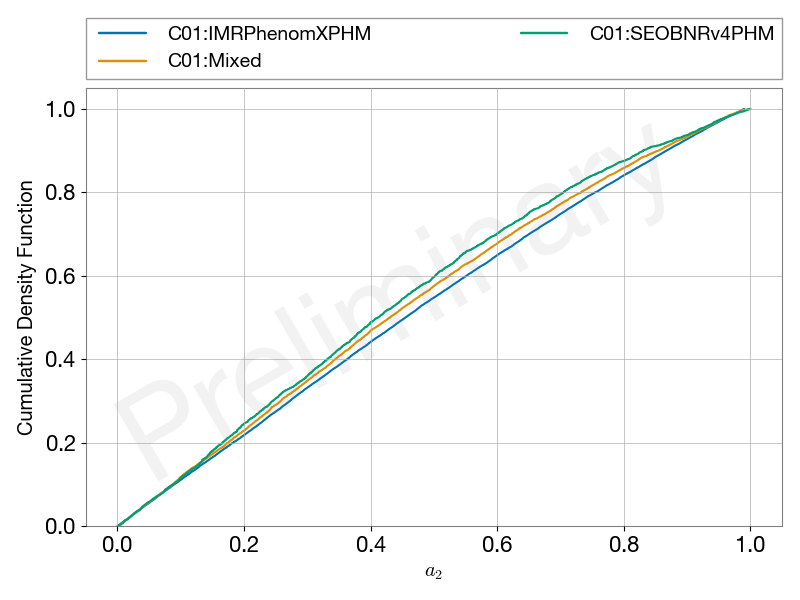 C01:IMRPhenomXPHM
C01:Mixed
C01:SEOBNRv4PHM
Cumulative Density Function
1.0
0.8
0.6
0.4
0.2
0.0
Preliminary
0.0 0.2 0.4 0.6 0.8 1.0
a₂